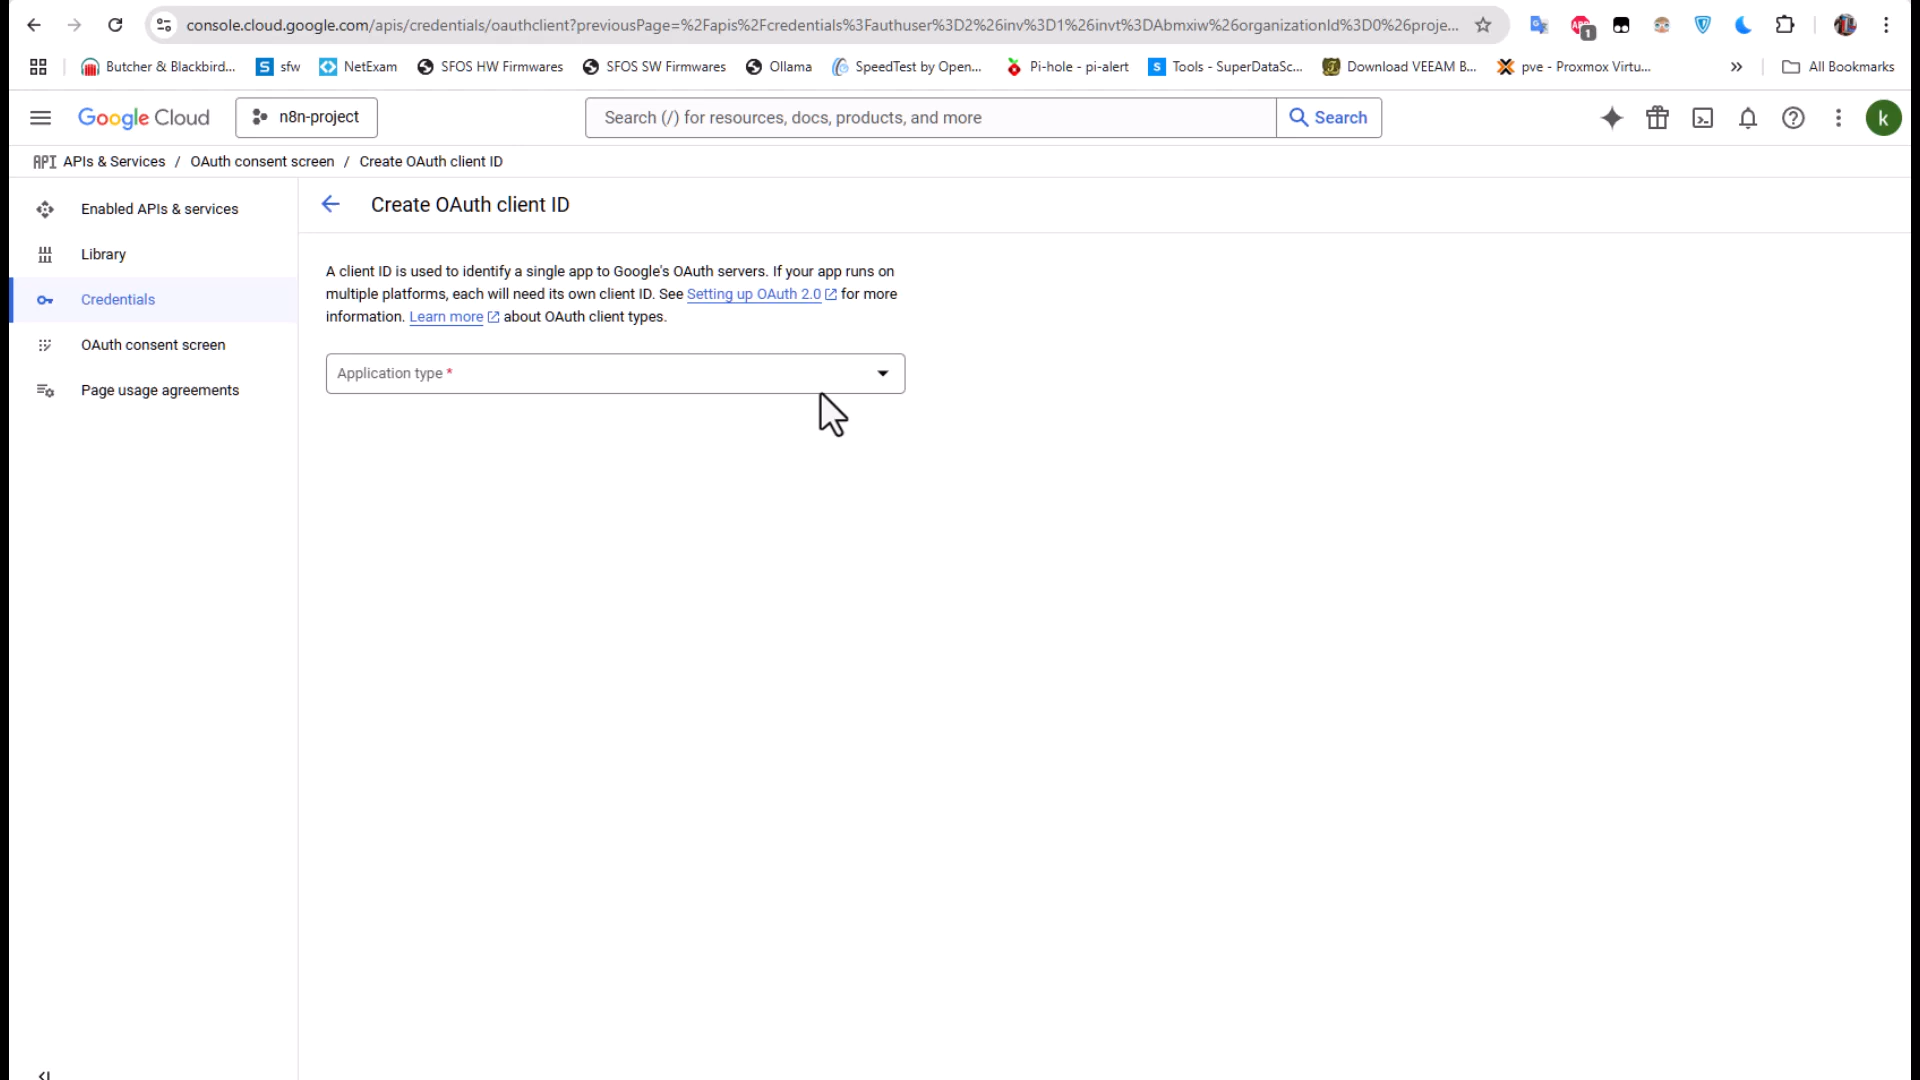 console.cloud.google.com/apis/credentials/oauthclient?previousPage=%2Fapis%2Fcredentials%3Fauthuser%3D2%26inv%3D1%26invt%3DAbmxiw%26organizationId%3D0%26proje...
1
Butcher & Blackbird...
S sfw
NetExam
SFOS HW Firmwares
SFOS SW Firmwares
Ollama
SpeedTest by Open...
Pi-hole - pi-alert
S Tools - SuperDataSc...
Download VEEAM B...
pve - Proxmox Virtu...
»
All Bookmarks
Google Cloud
n8n-project
Search (/) for resources, docs, products, and more
Search
k
API APIs & Services / OAuth consent screen / Create OAuth client ID
Enabled APIs & services
Library
Credentials
OAuth consent screen
Page usage agreements
Create OAuth client ID
A client ID is used to identify a single app to Google's OAuth servers. If your app runs on
multiple platforms, each will need its own client ID. See Setting up OAuth 2.0 for more
information. Learn more about OAuth client types.
Application type *